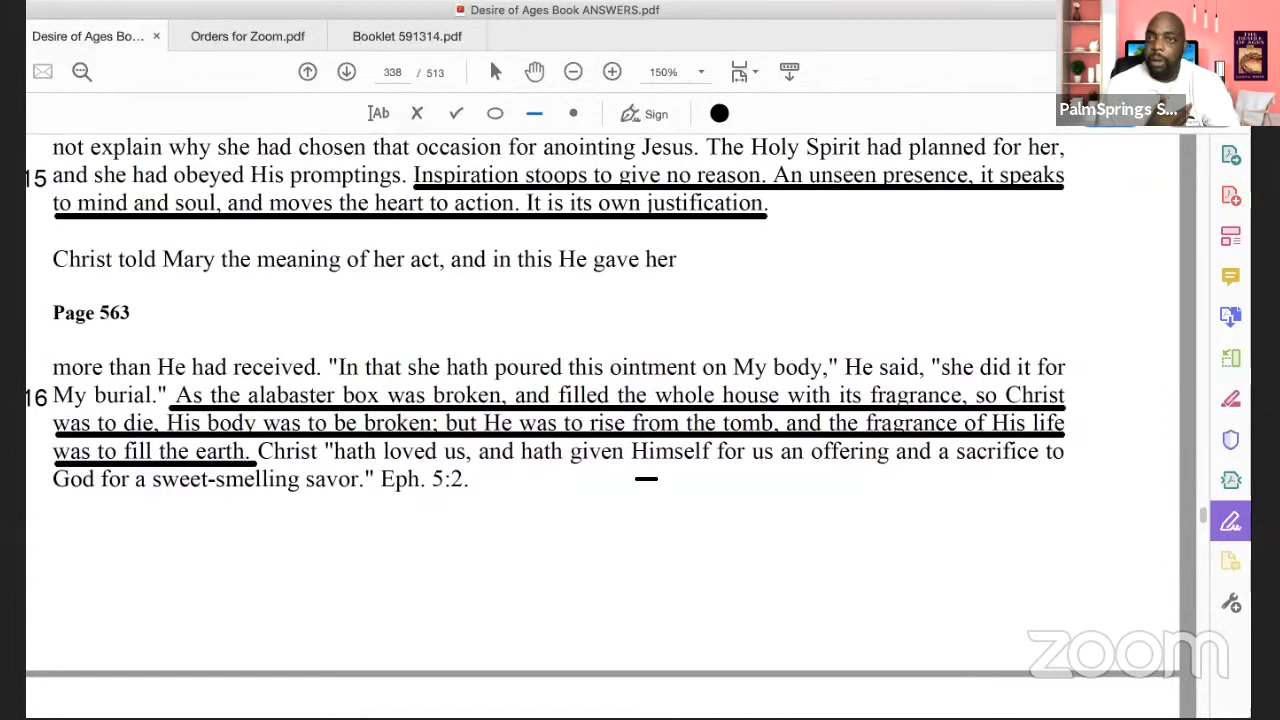 Desire of Ages Book ANSWERS.pdf
Desire of Ages Bo... ×
Orders for Zoom.pdf
Booklet 591314.pdf
338 / 513
150%
Ab
Sign
PalmSprings S...
THE DESIRE OF AGES
not explain why she had chosen that occasion for anointing Jesus. The Holy Spirit had planned for her,
15 and she had obeyed His promptings. Inspiration stoops to give no reason. An unseen presence, it speaks
to mind and soul, and moves the heart to action. It is its own justification.
Christ told Mary the meaning of her act, and in this He gave her
Page 563
more than He had received. "In that she hath poured this ointment on My body," He said, "she did it for
16 My burial." As the alabaster box was broken, and filled the whole house with its fragrance, so Christ
was to die, His body was to be broken; but He was to rise from the tomb, and the fragrance of His life
was to fill the earth. Christ "hath loved us, and hath given Himself for us an offering and a sacrifice to
God for a sweet-smelling savor." Eph. 5:2.
zoom